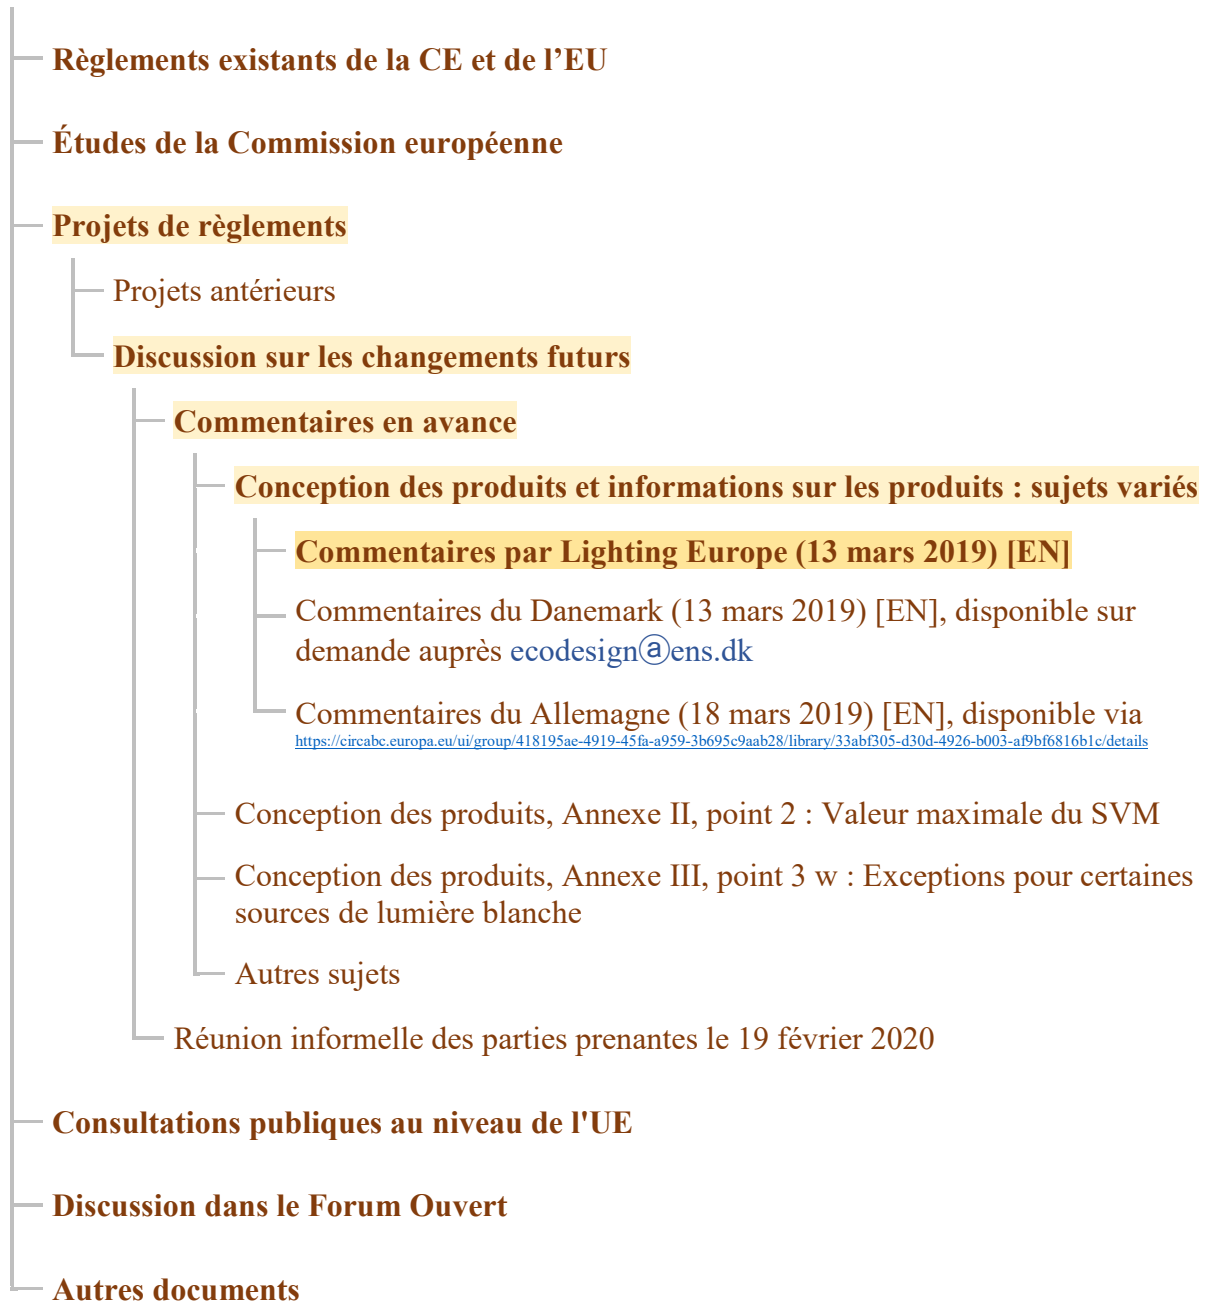 Règlements existants de la CE et de l’EU
Études de la Commission européenne
Projets de règlements
Projets antérieurs
Discussion sur les changements futurs
Commentaires en avance
Conception des produits et informations sur les produits : sujets variés
Commentaires par Lighting Europe (13 mars 2019) [EN]
Commentaires du Danemark (13 mars 2019) [EN], disponible sur
demande auprès ecodesignⓐens.dk
Commentaires du Allemagne (18 mars 2019) [EN], disponible via
https://circabc.europa.eu/ui/group/418195ae-4919-45fa-a959-3b695c9aab28/library/33abf305-d30d-4926-b003-af9bf6816b1c/details
Conception des produits, Annexe II, point 2 : Valeur maximale du SVM
Conception des produits, Annexe III, point 3 w : Exceptions pour certaines
sources de lumière blanche
Autres sujets
Réunion informelle des parties prenantes le 19 février 2020
Consultations publiques au niveau de l'UE
Discussion dans le Forum Ouvert
Autres documents